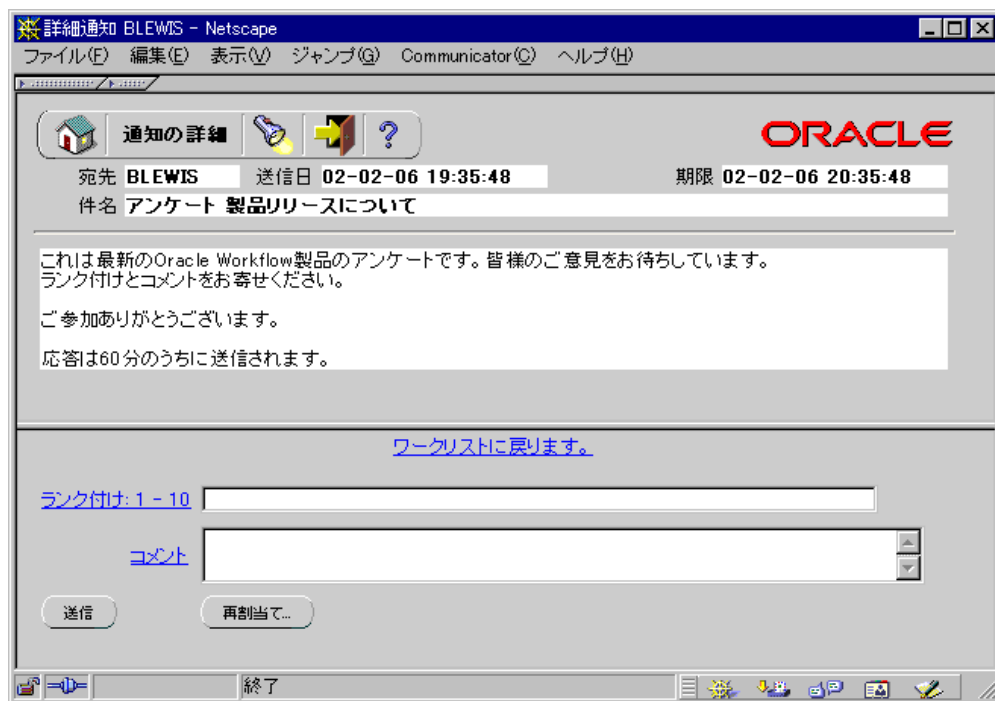 詳細通知 BLEWIS - Netscape
ファイル(F) 編集(E) 表示(V) ジャンプ(G) Communicator(C) ヘルプ(H)
通知の詳細 ? ORACLE
宛先 BLEWIS 送信日 02-02-06 19:35:48 期限 02-02-06 20:35:48
件名 アンケート 製品リリースについて
これは最新のOracle Workflow製品のアンケートです。皆様のご意見をお待ちしています。
ランク付けとコメントをお寄せください。
ご参加ありがとうございます。
応答は60分のうちに送信されます。
ワークリストに戻ります。
ランク付け: 1 - 10
コメント
送信 再割当て...
終了